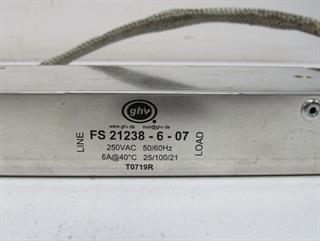 ghv
www.ghv.de mail@ghv.de
LINE
FS 21238 - 6 - 07
250VAC 50/60Hz
6A@40°C 25/100/21
T0719R
LOAD